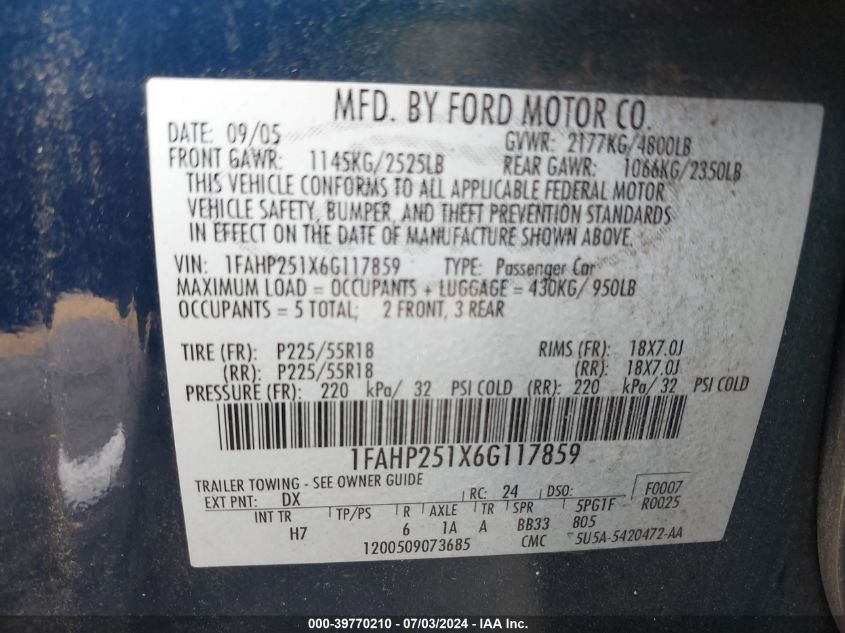 MFD. BY FORD MOTOR CO.
DATE: 09/05 GVWR: 2177KG/4800LB
FRONT GAWR: 1145KG/2525LB REAR GAWR: 1066KG/2350LB
THIS VEHICLE CONFORMS TO ALL APPLICABLE FEDERAL MOTOR
VEHICLE SAFETY, BUMPER, AND THEFT PREVENTION STANDARDS
IN EFFECT ON THE DATE OF MANUFACTURE SHOWN ABOVE.
VIN: 1FAHP251X6G117859 TYPE: Passenger Car
MAXIMUM LOAD = OCCUPANTS + LUGGAGE = 430KG/ 950LB
OCCUPANTS = 5 TOTAL; 2 FRONT, 3 REAR
TIRE (FR): P225/55R18 RIMS (FR): 18X7.0J
(RR): P225/55R18 (RR): 18X7.0J
PRESSURE (FR): 220 kPa/ 32 PSI COLD (RR): 220 kPa/ 32 PSI COLD
1FAHP251X6G117859
TRAILER TOWING - SEE OWNER GUIDE
EXT PNT: DX RC: 24 DSO: F0007
INT TR TP/PS R AXLE TR SPR 5PG1F R0025
H7 6 1A A BB33 805
1200509073685 CMC 5U5A-5420472-AA
000-39770210 - 07/03/2024 - IAA Inc.